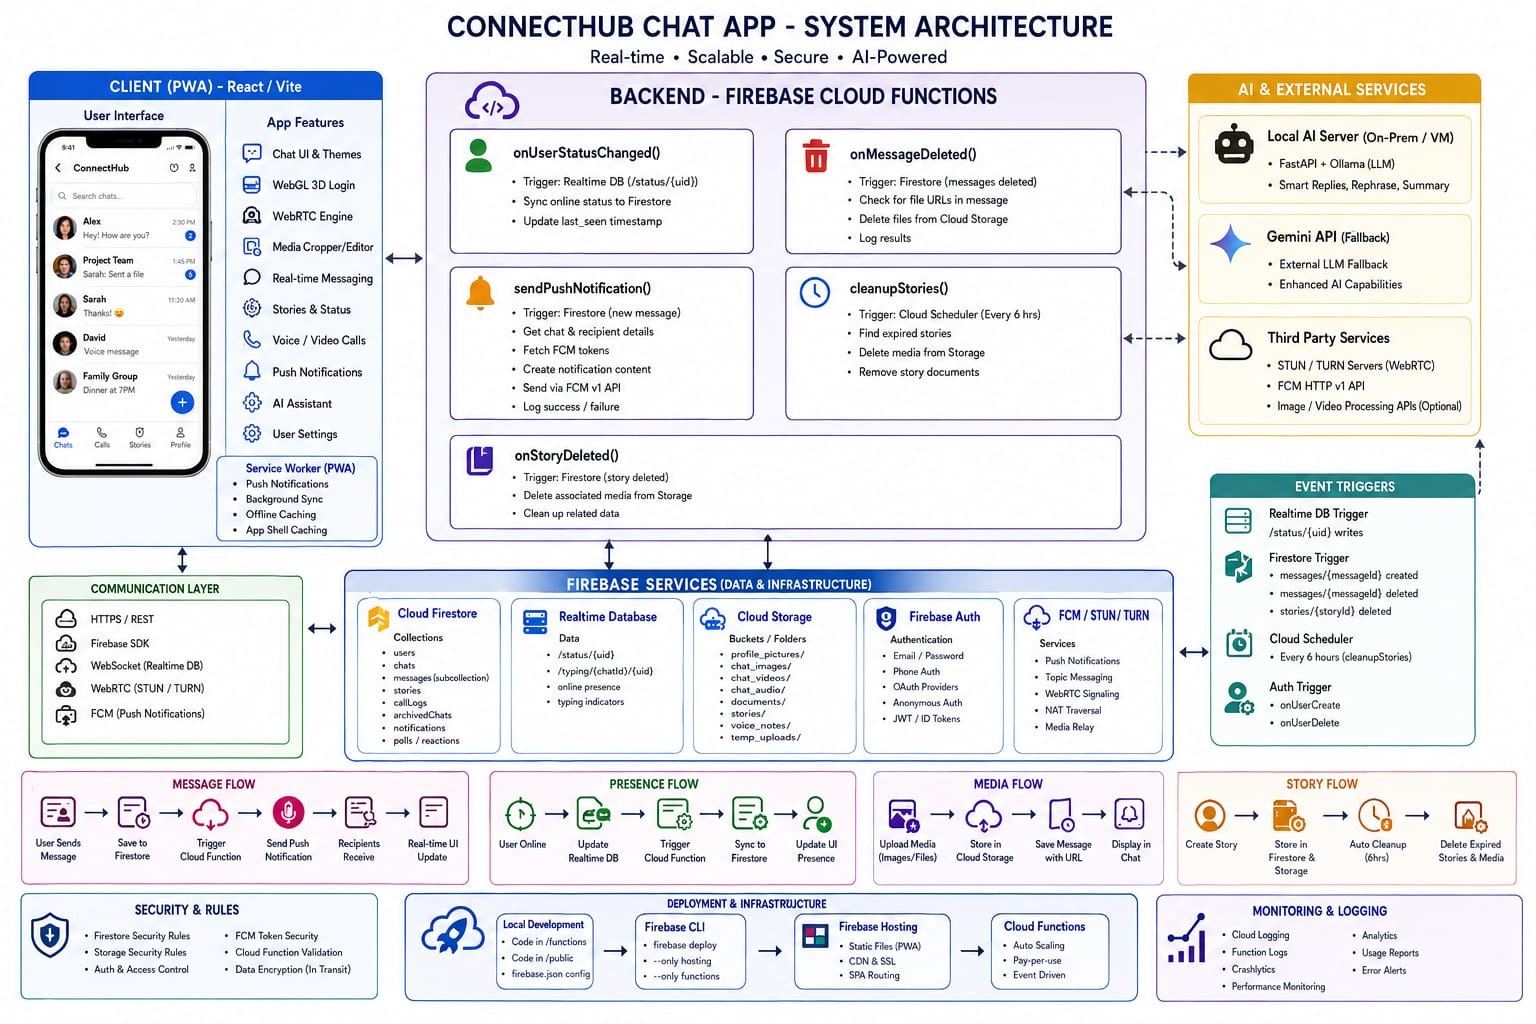 CONNECTHUB CHAT APP - SYSTEM ARCHITECTURE
Real-time • Scalable • Secure • AI-Powered
CLIENT (PWA) - React / Vite
User Interface
9:41
ConnectHub
Search chats...
Alex
2:30 PM
Hey! How are you?
2
Project Team
1:45 PM
Sarah: Sent a file
5
Sarah
11:20 AM
Thanks! 😊
David
Yesterday
Voice message
Family Group
Yesterday
Dinner at 7PM
+
Chats
Calls
Stories
Profile
App Features
Chat UI & Themes
WebGL 3D Login
WebRTC Engine
Media Cropper/Editor
Real-time Messaging
Stories & Status
Voice / Video Calls
Push Notifications
AI Assistant
User Settings
Service Worker (PWA)
• Push Notifications
• Background Sync
• Offline Caching
• App Shell Caching
BACKEND - FIREBASE CLOUD FUNCTIONS
onUserStatusChanged()
• Trigger: Realtime DB (/status/{uid})
• Sync online status to Firestore
• Update last_seen timestamp
onMessageDeleted()
• Trigger: Firestore (messages deleted)
• Check for file URLs in message
• Delete files from Cloud Storage
• Log results
sendPushNotification()
• Trigger: Firestore (new message)
• Get chat & recipient details
• Fetch FCM tokens
• Create notification content
• Send via FCM v1 API
• Log success / failure
cleanupStories()
• Trigger: Cloud Scheduler (Every 6 hrs)
• Find expired stories
• Delete media from Storage
• Remove story documents
onStoryDeleted()
• Trigger: Firestore (story deleted)
• Delete associated media from Storage
• Clean up related data
AI & EXTERNAL SERVICES
Local AI Server (On-Prem / VM)
• FastAPI + Ollama (LLM)
• Smart Replies, Rephrase, Summary
Gemini API (Fallback)
• External LLM Fallback
• Enhanced AI Capabilities
Third Party Services
• STUN / TURN Servers (WebRTC)
• FCM HTTP v1 API
• Image / Video Processing APIs (Optional)
COMMUNICATION LAYER
HTTPS / REST
Firebase SDK
WebSocket (Realtime DB)
WebRTC (STUN / TURN)
FCM (Push Notifications)
FIREBASE SERVICES (DATA & INFRASTRUCTURE)
Cloud Firestore
Collections
• users
• chats
• messages (subcollection)
• stories
• callLogs
• archivedChats
• notifications
• polls / reactions
Realtime Database
Data
• /status/{uid}
• /typing/{chatId}/{uid}
• online presence
• typing indicators
Cloud Storage
Buckets / Folders
• profile_pictures/
• chat_images/
• chat_videos/
• chat_audio/
• documents/
• stories/
• voice_notes/
• temp_uploads/
Firebase Auth
Authentication
• Email / Password
• Phone Auth
• OAuth Providers
• Anonymous Auth
• JWT / ID Tokens
FCM / STUN/ TURN
Services
• Push Notifications
• Topic Messaging
• WebRTC Signaling
• NAT Traversal
• Media Relay
EVENT TRIGGERS
Realtime DB Trigger
/status/{uid} writes
Firestore Trigger
• messages/{messageId} created
• messages/{messageId} deleted
• stories/{storyId} deleted
Cloud Scheduler
• Every 6 hours (cleanupStories)
Auth Trigger
• onUserCreate
• onUserDelete
MESSAGE FLOW
User Sends
Message
Save to
Firestore
Trigger
Cloud Function
Send Push
Notification
Recipients
Receive
Real-time UI
Update
PRESENCE FLOW
User Online
Update
Realtime DB
Trigger
Cloud Function
Sync to
Firestore
Update UI
Presence
MEDIA FLOW
Upload Media
(Images/Files)
Store in
Cloud Storage
Save Message
with URL
Display in
Chat
STORY FLOW
Create Story
Store in
Firestore &
Storage
Auto Cleanup
(6hrs)
Delete Expired
Stories & Media
SECURITY & RULES
• Firestore Security Rules
• Storage Security Rules
• Auth & Access Control
• FCM Token Security
• Cloud Function Validation
• Data Encryption (In Transit)
DEPLOYMENT & INFRASTRUCTURE
Local Development
• Code in /functions
• Code in /public
• firebase.json config
Firebase CLI
• firebase deploy
• --only hosting
• --only functions
Firebase Hosting
• Static Files (PWA)
• CDN & SSL
• SPA Routing
Cloud Functions
• Auto Scaling
• Pay-per-use
• Event Driven
MONITORING & LOGGING
• Cloud Logging
• Function Logs
• Crashlytics
• Performance Monitoring
• Analytics
• Usage Reports
• Error Alerts